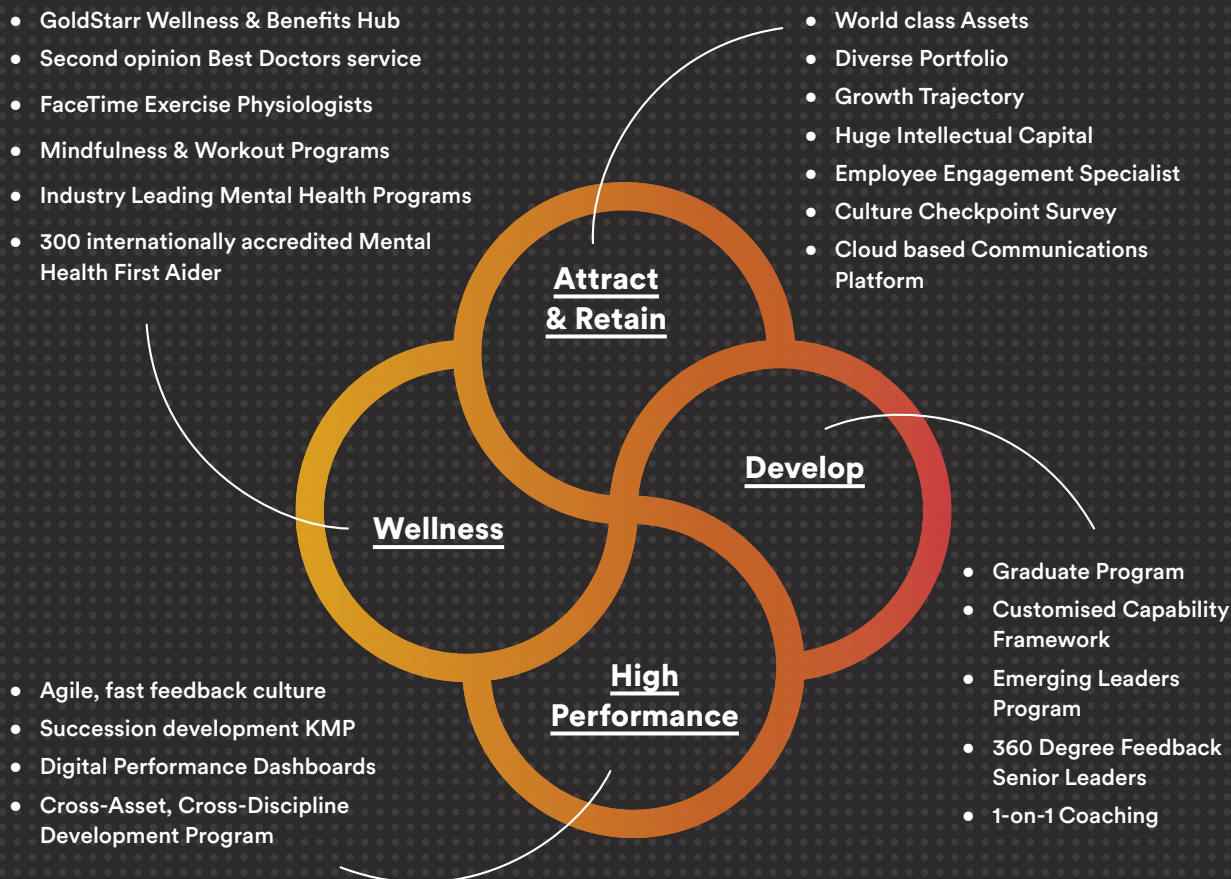 • GoldStarr Wellness & Benefits Hub
• Second opinion Best Doctors service
• FaceTime Exercise Physiologists
• Mindfulness & Workout Programs
• Industry Leading Mental Health Programs
• 300 internationally accredited Mental
Health First Aider
• World class Assets
• Diverse Portfolio
• Growth Trajectory
• Huge Intellectual Capital
• Employee Engagement Specialist
• Culture Checkpoint Survey
• Cloud based Communications
Platform
Attract
& Retain
Develop
Wellness
High
Performance
• Graduate Program
• Customised Capability
Framework
• Emerging Leaders
Program
• 360 Degree Feedback
Senior Leaders
• 1-on-1 Coaching
• Agile, fast feedback culture
• Succession development KMP
• Digital Performance Dashboards
• Cross-Asset, Cross-Discipline
Development Program